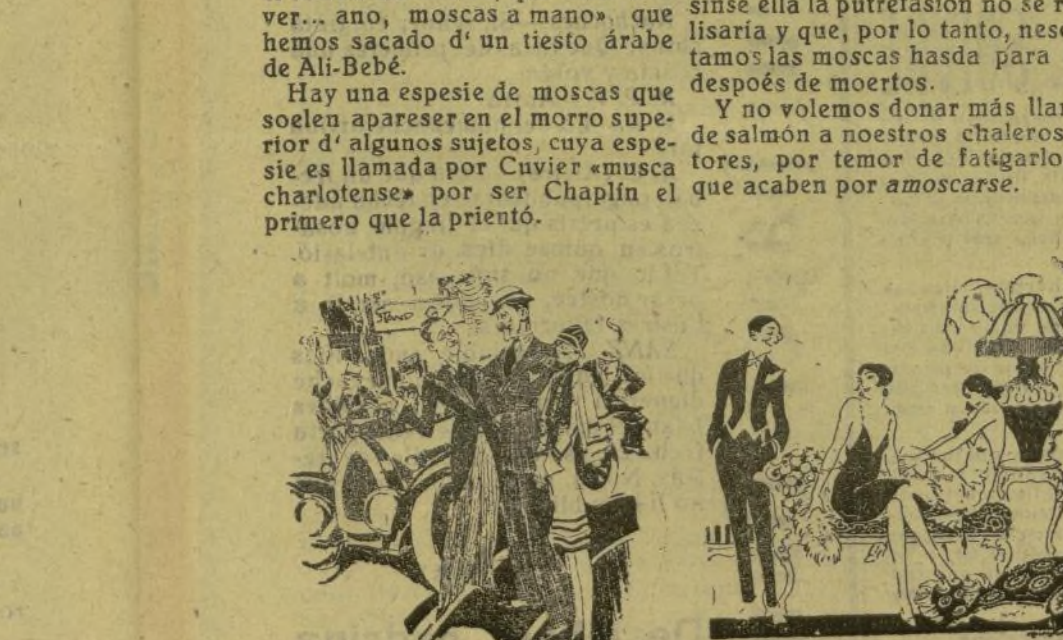 ver... ano, moscas a mano», que
hemos sacado d' un tiesto árabe
de Ali-Bebé.
Hay una espesie de moscas que
soelen apareser en el morro supe-
rior d' algunos sujetos, cuya espe-
sie es llamada por Cuvier «musca
charlotense» por ser Chaplín el
primero que la prientó.
sinse ella la putrefasión no se
lisaría y que, por lo tanto,
tamos las moscas hasda para
despoés de moertos.
Y no volemos donar más
de salmón a noestros chaleros
tores, por temor de
que acaben por amoscarse.
STAND